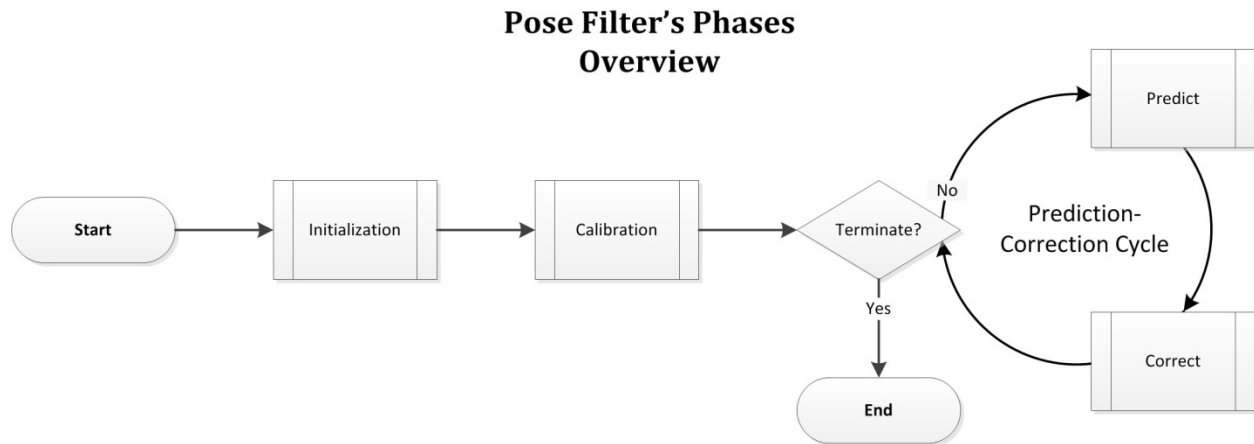 Pose Filter’s Phases
Overview
Predict
No
Start
Initialization
Calibration
Terminate?
Prediction-
Correction Cycle
Yes
Correct
End